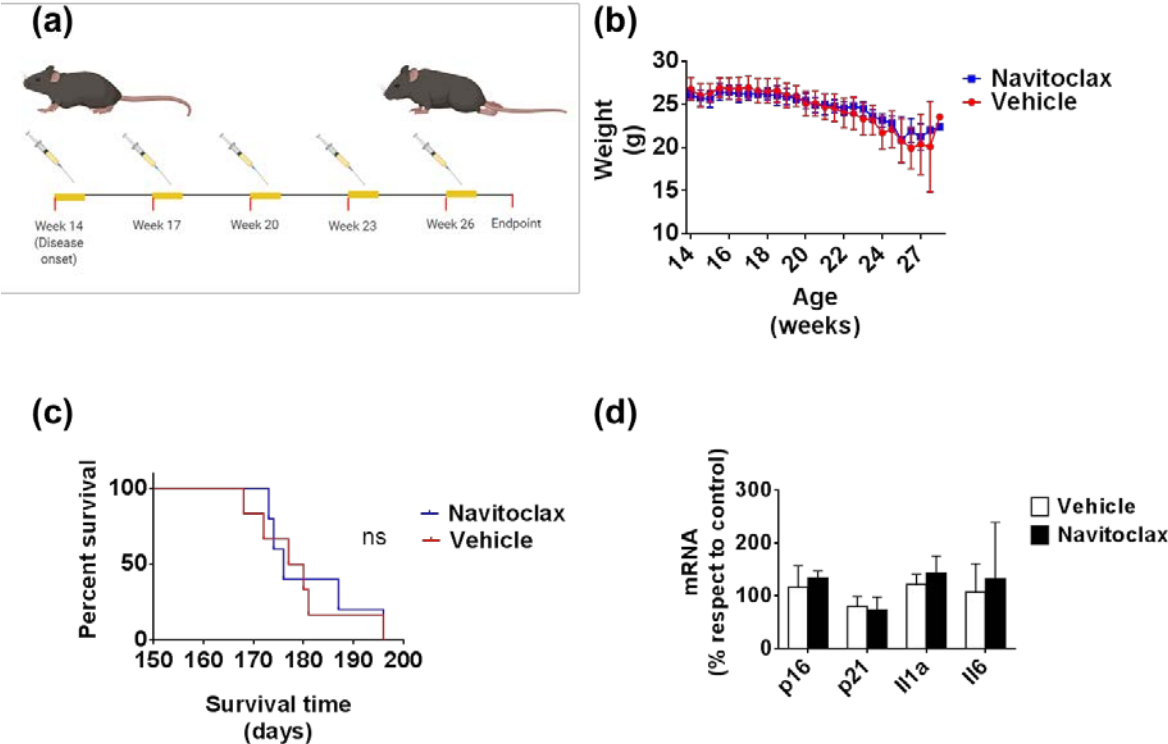 (a)
Week 14
(Disease
onset)
Week 17
Week 20
Week 23
Week 26
Endpoint
(b)
Weight
(g)
30
25
20
15
10
14
16
18
20
22
24
27
Age
(weeks)
Navitoclax
Vehicle
(c)
Percent survival
100
50
0
150 160 170 180 190 200
Survival time
(days)
ns
Navitoclax
Vehicle
(d)
mRNA
(% respect to control)
300
200
100
0
p16
p21
Il1a
Il6
Vehicle
Navitoclax